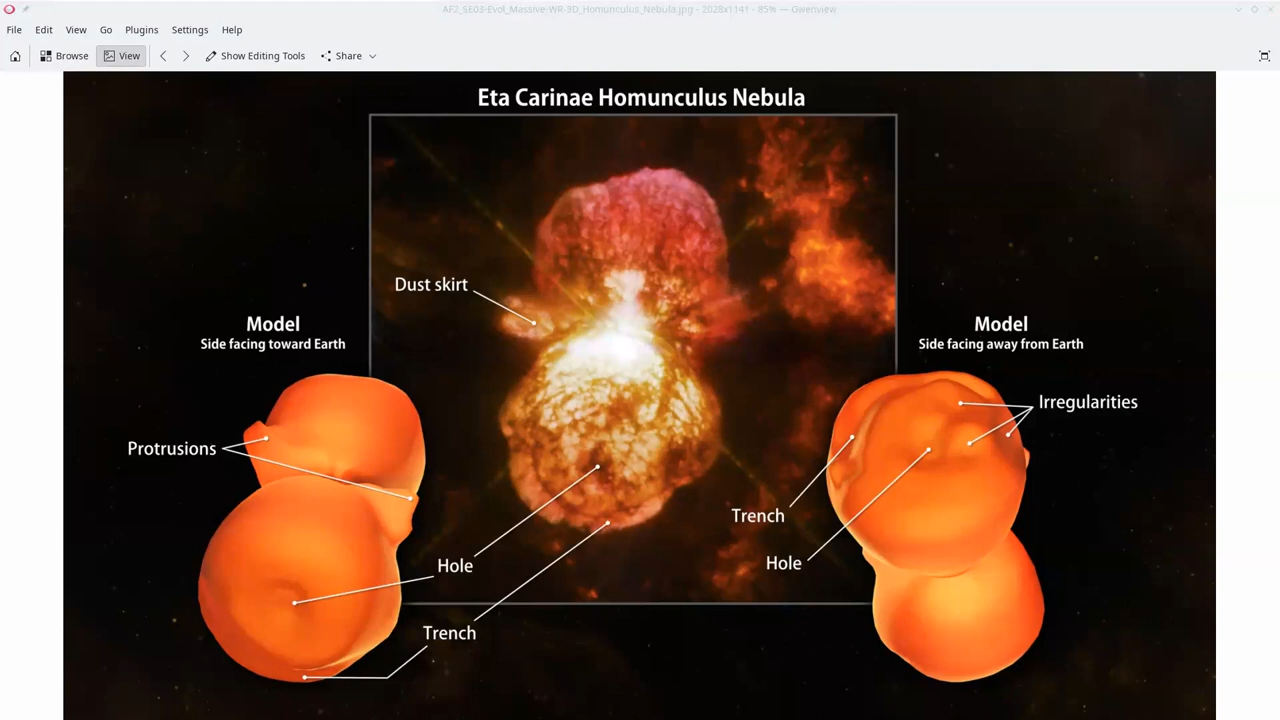 AF2_SE03-Evol_Massive-WR-3D_Homunculus_Nebula.jpg - 2028x1141 - 85% — Gwenview
File Edit View Go Plugins Settings Help
Browse View Show Editing Tools Share
Eta Carinae Homunculus Nebula
Dust skirt
Model
Side facing toward Earth
Model
Side facing away from Earth
Irregularities
Protrusions
Trench
Hole
Hole
Trench